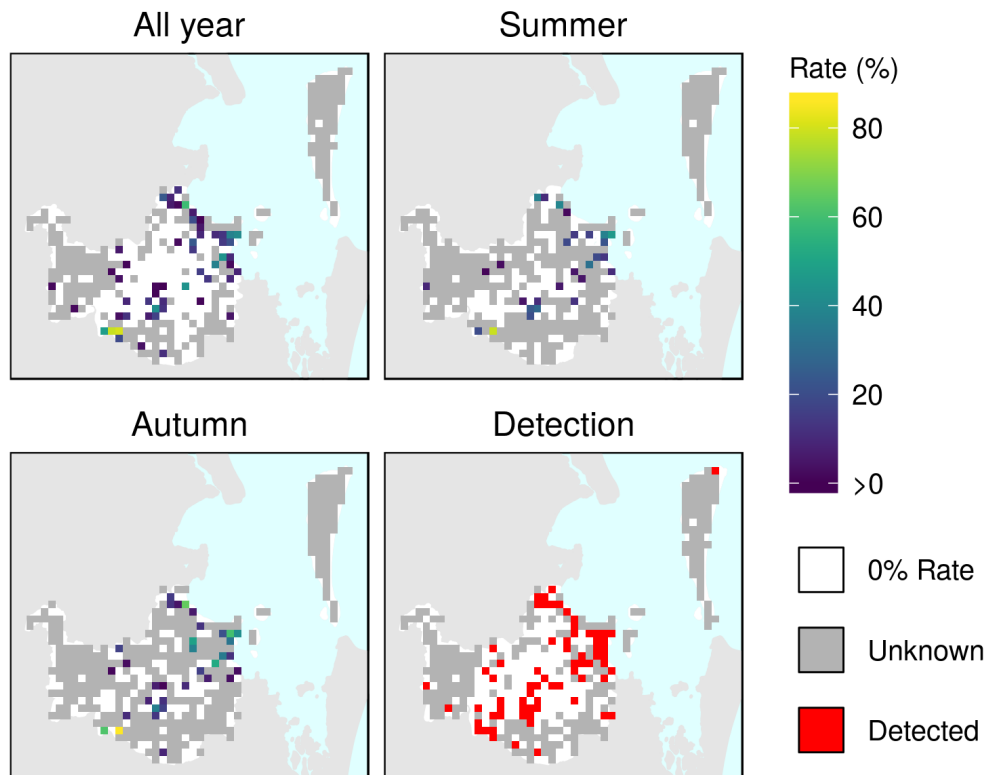 All year
Summer
Rate (%)
80
60
40
20
>0
Autumn
Detection
0% Rate
Unknown
Detected